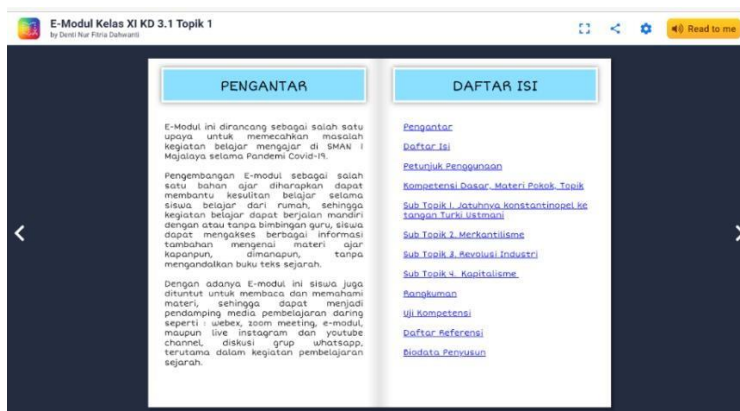 E-Modul Kelas XI KD 3.1 Topik 1
by Denti Nur Fitria Dahwanti
Read to me
PENGANTAR
E-Modul ini dirancang sebagai salah satu
upaya untuk memecahkan masalah
kegiatan belajar mengajar di SMAN 1
Majalaya selama Pandemi Covid-19.
Pengembangan E-modul sebagai salah
satu bahan ajar diharapkan dapat
membantu kesulitan belajar selama
siswa belajar dari rumah, sehingga
kegiatan belajar dapat berjalan mandiri
dengan atau tanpa bimbingan guru, siswa
dapat mengakses berbagai informasi
tambahan mengenai materi ajar
kapanpun, dimanapun, tanpa
mengandalkan buku teks sejarah.
Dengan adanya E-modul ini siswa juga
dituntut untuk membaca dan memahami
materi, sehingga dapat menjadi
pendamping media pembelajaran daring
seperti : webex, zoom meeting, e-modul,
maupun live instagram dan youtube
channel, diskusi grup whatsapp,
terutama dalam kegiatan pembelajaran
sejarah.
DAFTAR ISI
Pengantar
Daftar Isi
Petunjuk Penggunaan
Kompetensi Dasar, Materi Pokok, Topik
Sub Topik 1. Jatuhnya Konstantinopel ke
tangan Turki Ustmani
Sub Topik 2. Merkantilisme
Sub Topik 3. Revolusi Industri
Sub Topik 4. Kapitalisme
Rangkuman
Uji Kompetensi
Daftar Referensi
Biodata Penyusun